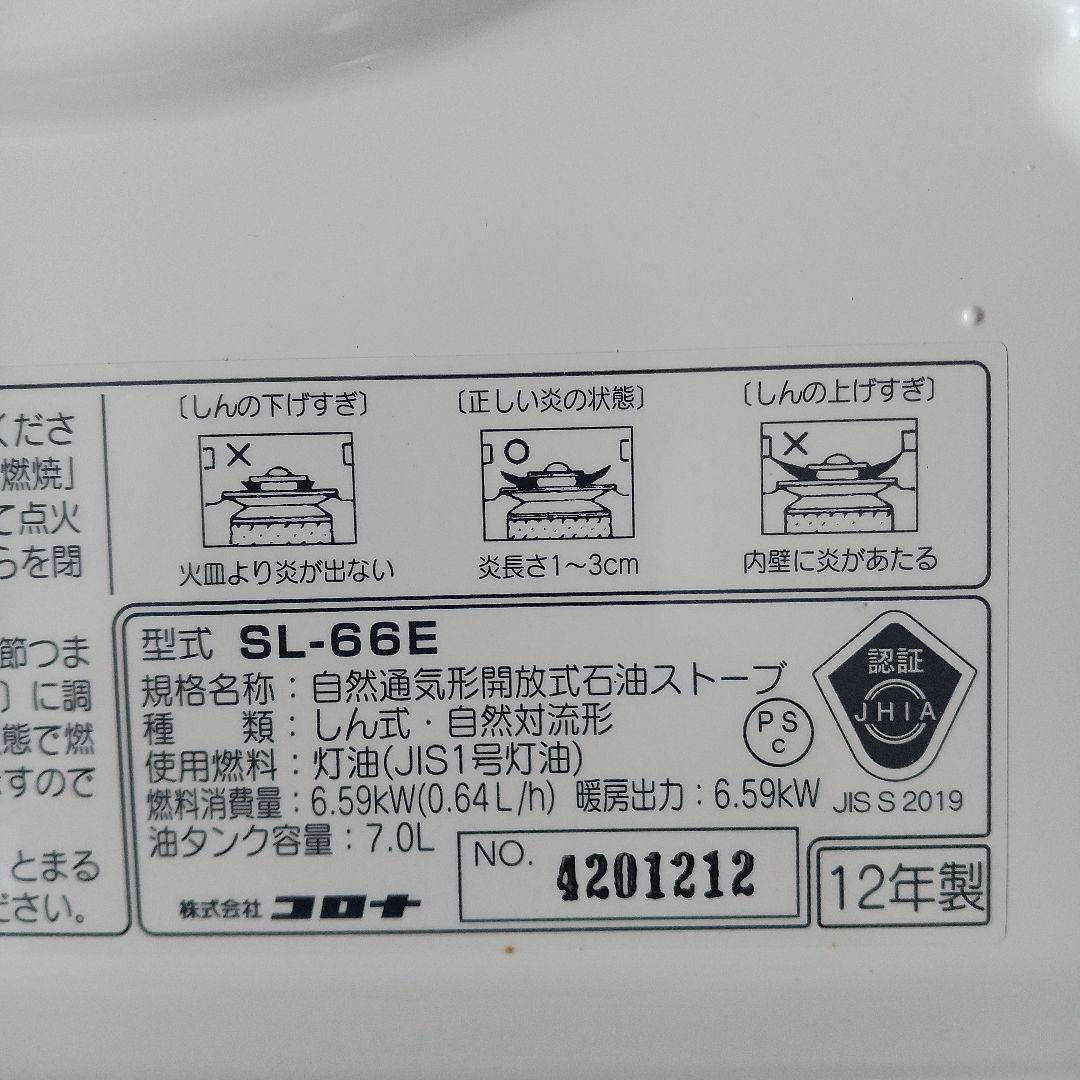 くださ
燃焼」
て点火
らを閉
節つま
〕に調
態で燃
すので
とまる
ださい。
〔しんの下げすぎ〕
火皿より炎が出ない
〔正しい炎の状態〕
炎長さ1〜3cm
〔しんの上げすぎ〕
内壁に炎があたる
型式 SL-66E
規格名称：自然通気形開放式石油ストーブ
種　　類：しん式・自然対流形
使用燃料：灯油(JIS1号灯油)
燃料消費量：6.59kW(0.64L/h) 暖房出力：6.59kW
油タンク容量：7.0L
株式会社 コロナ
NO. 4201212
PS
C
認証
JHIA
JIS S 2019
12年製